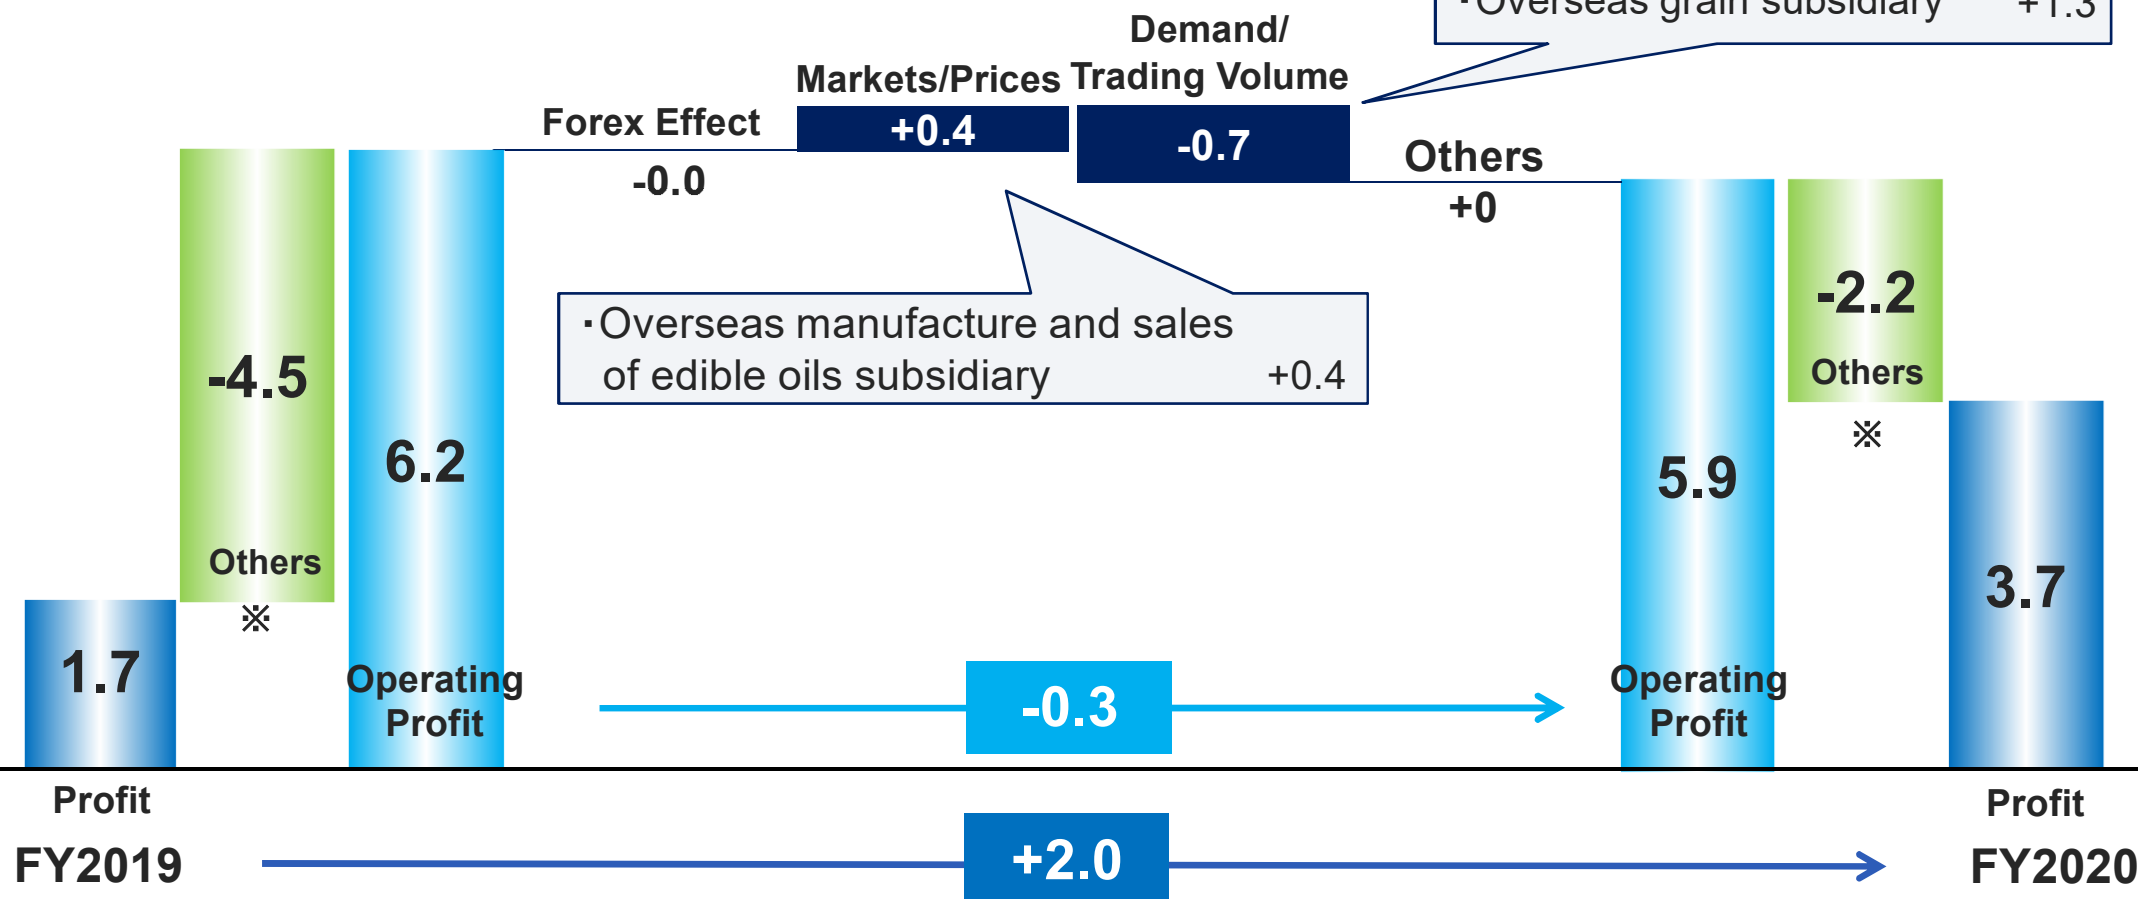 ・Overseas grain subsidiary +1.3
Demand/
Trading Volume
Markets/Prices
Forex Effect
+0.4
-0.7
-0.0
Others
+0
・Overseas manufacture and sales
of edible oils subsidiary +0.4
-4.5
Others
※
6.2
Operating
Profit
1.7
-2.2
Others
※
5.9
Operating
Profit
3.7
-0.3
Profit
FY2019
+2.0
Profit
FY2020